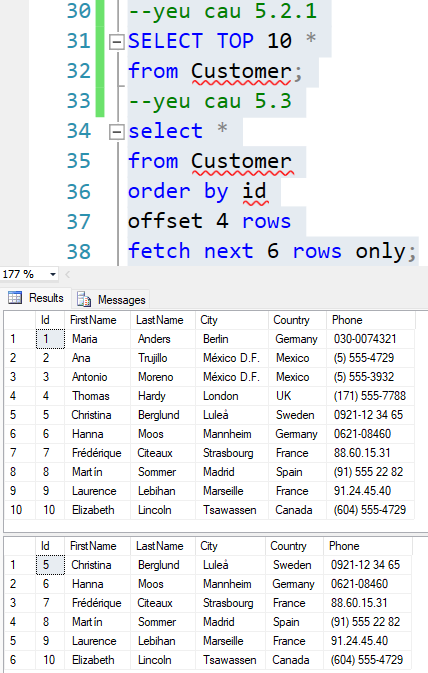 30 --yeu cau 5.2.1
31 SELECT TOP 10 *
32 from Customer;
33 --yeu cau 5.3
34 select *
35 from Customer
36 order by id
37 offset 4 rows
38 fetch next 6 rows only;
177 %
Results Messages
Id FirstName LastName City Country Phone
1 1 Maria Anders Berlin Germany 030-0074321
2 2 Ana Trujillo México D.F. Mexico (5) 555-4729
3 3 Antonio Moreno México D.F. Mexico (5) 555-3932
4 4 Thomas Hardy London UK (171) 555-7788
5 5 Christina Berglund Luleå Sweden 0921-12 34 65
6 6 Hanna Moos Mannheim Germany 0621-08460
7 7 Frédérique Citeaux Strasbourg France 88.60.15.31
8 8 Martín Sommer Madrid Spain (91) 555 22 82
9 9 Laurence Lebihan Marseille France 91.24.45.40
10 10 Elizabeth Lincoln Tsawassen Canada (604) 555-4729
Id FirstName LastName City Country Phone
1 5 Christina Berglund Luleå Sweden 0921-12 34 65
2 6 Hanna Moos Mannheim Germany 0621-08460
3 7 Frédérique Citeaux Strasbourg France 88.60.15.31
4 8 Martín Sommer Madrid Spain (91) 555 22 82
5 9 Laurence Lebihan Marseille France 91.24.45.40
6 10 Elizabeth Lincoln Tsawassen Canada (604) 555-4729